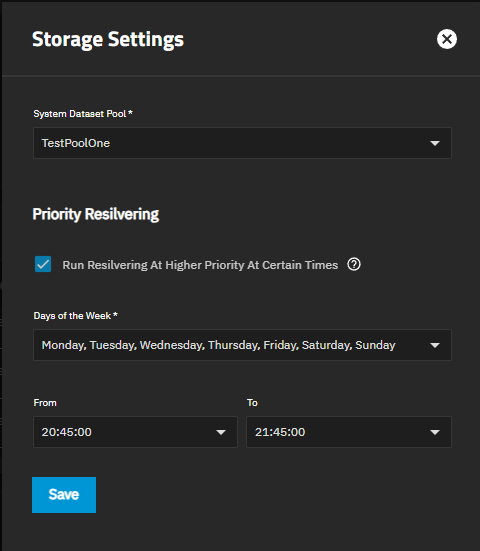 Storage Settings
System Dataset Pool *
TestPoolOne
Priority Resilvering
Run Resilvering At Higher Priority At Certain Times
Days of the Week *
Monday, Tuesday, Wednesday, Thursday, Friday, Saturday, Sunday
From To
20:45:00 21:45:00
Save